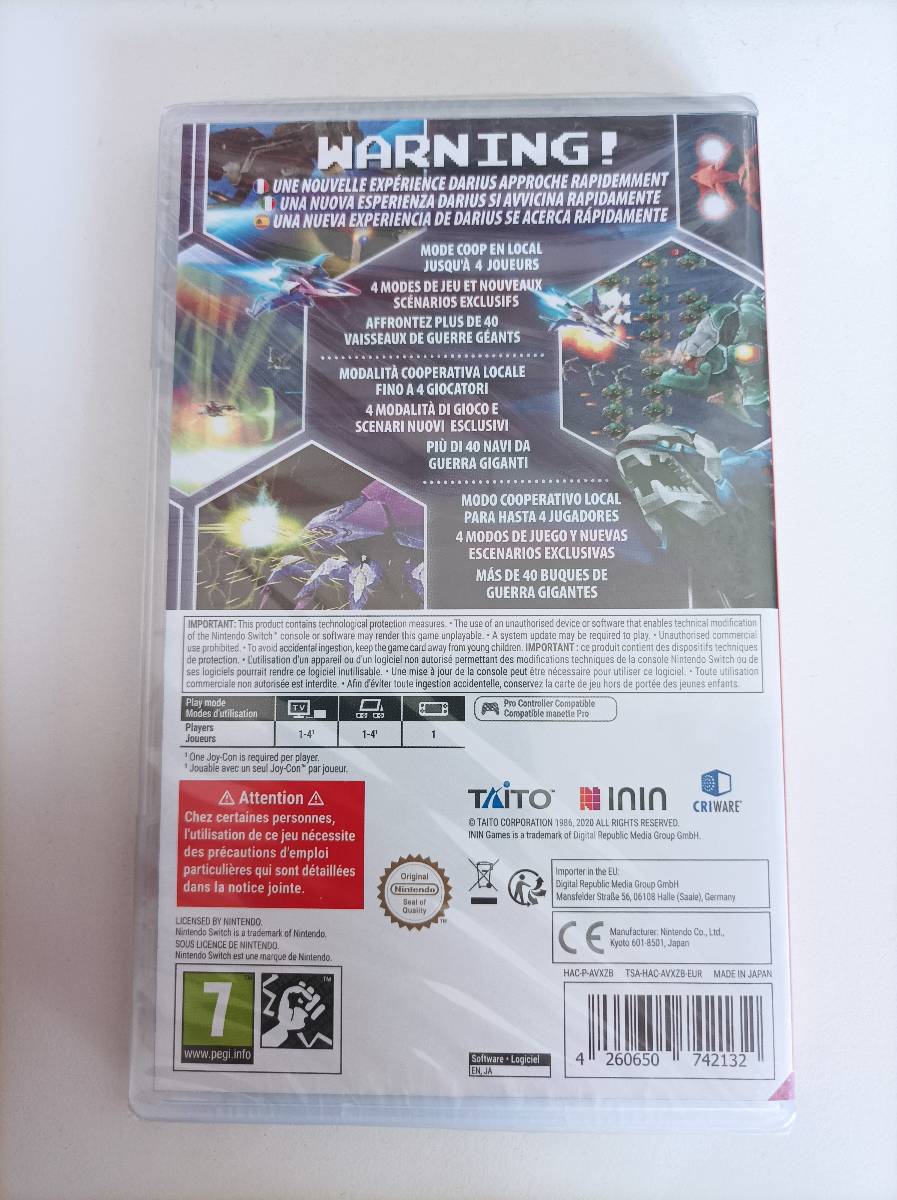 WARNING!
UNE NOUVELLE EXPÉRIENCE DARIUS APPROCHE RAPIDEMMENT
UNA NUOVA ESPERIENZA DARIUS SI AVVICINA RAPIDAMENTE
UNA NUEVA EXPERIENCIA DE DARIUS SE ACERCA RÁPIDAMENTE
MODE COOP EN LOCAL
JUSQU'À 4 JOUEURS
4 MODES DE JEU ET NOUVEAUX
SCÉNARIOS EXCLUSIFS
AFFRONTEZ PLUS DE 40
VAISSEAUX DE GUERRE GÉANTS
MODALITÀ COOPERATIVA LOCALE
FINO A 4 GIOCATORI
4 MODALITÀ DI GIOCO E
SCENARI NUOVI ESCLUSIVI
PIÙ DI 40 NAVI DA
GUERRA GIGANTI
MODO COOPERATIVO LOCAL
PARA HASTA 4 JUGADORES
4 MODOS DE JUEGO Y NUEVAS
ESCENARIOS EXCLUSIVAS
MÁS DE 40 BUQUES DE
GUERRA GIGANTES
IMPORTANT: This product contains technological protection measures. • The use of an unauthorised device or software that enables technical modification
of the Nintendo Switch™ console or software may render this game unplayable. • A system update may be required to play. • Unauthorised commercial
use prohibited. • To avoid accidental ingestion, keep the game card away from young children. IMPORTANT : ce produit contient des dispositifs techniques
de protection. • L'utilisation d'un appareil ou d'un logiciel non autorisé permettant des modifications techniques de la console Nintendo Switch ou de
ses logiciels pourrait rendre ce logiciel inutilisable. • Une mise à jour de la console peut être nécessaire pour utiliser ce logiciel. • Toute utilisation
commerciale non autorisée est interdite. • Afin d'éviter toute ingestion accidentelle, conservez la carte de jeu hors de portée des jeunes enfants.
Play mode
Modes d'utilisation
TV
Pro Controller Compatible
Compatible manette Pro
Players
Joueurs
1-4¹
1-4¹
1
¹ One Joy-Con is required per player.
¹ Jouable avec un seul Joy-Con™ par joueur.
Attention
Chez certaines personnes,
l'utilisation de ce jeu nécessite
des précautions d'emploi
particulières qui sont détaillées
dans la notice jointe.
TAITO
ININ
CRIWARE
© TAITO CORPORATION 1986, 2020 ALL RIGHTS RESERVED.
ININ Games is a trademark of Digital Republic Media Group GmbH.
Original
Nintendo
Seal of
Quality
TM
Importer in the EU:
Digital Republic Media Group GmbH
Mansfelder Straße 56, 06108 Halle (Saale), Germany
CE
Manufacturer: Nintendo Co., Ltd.,
Kyoto 601-8501, Japan
LICENSED BY NINTENDO.
Nintendo Switch is a trademark of Nintendo.
SOUS LICENCE DE NINTENDO.
Nintendo Switch est une marque de Nintendo.
HAC-P-AVXZB TSA-HAC-AVXZB-EUR MADE IN JAPAN
7
www.pegi.info
TM
Software • Logiciel
EN, JA
4 260650 742132